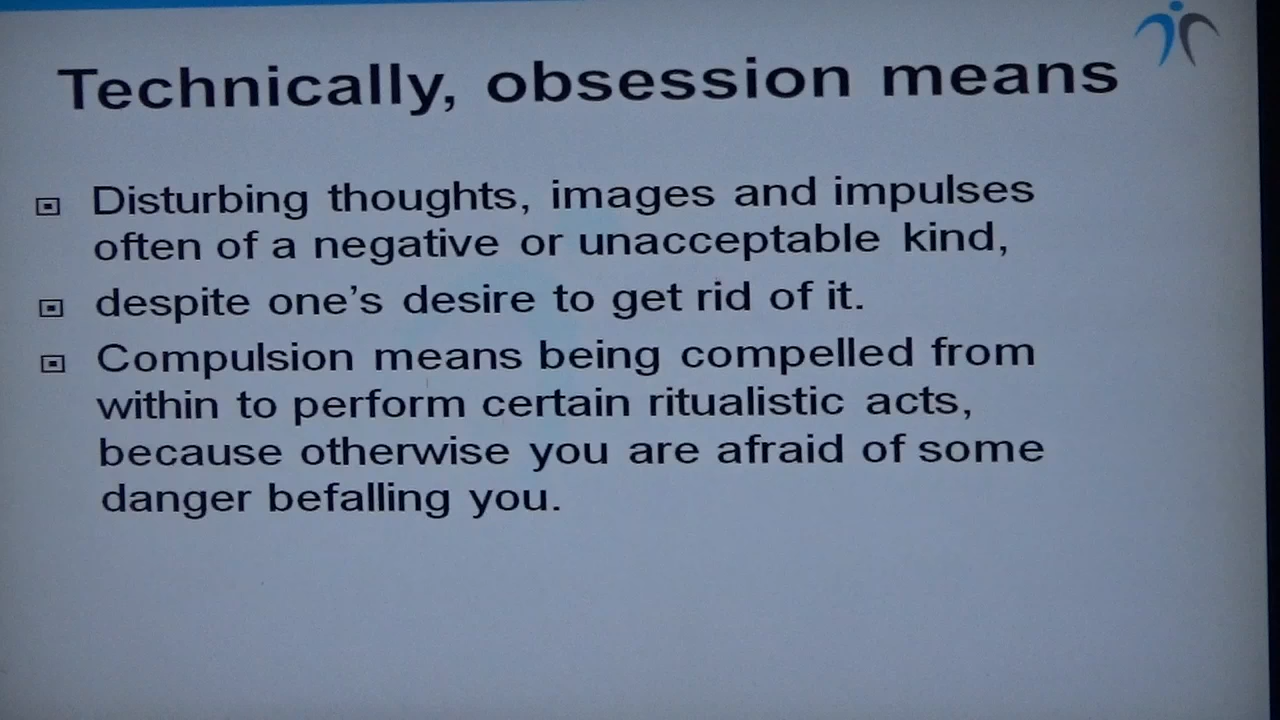 Technically, obsession means
Disturbing thoughts, images and impulses
often of a negative or unacceptable kind,
despite one's desire to get rid of it.
Compulsion means being compelled from
within to perform certain ritualistic acts,
because otherwise you are afraid of some
danger befalling you.